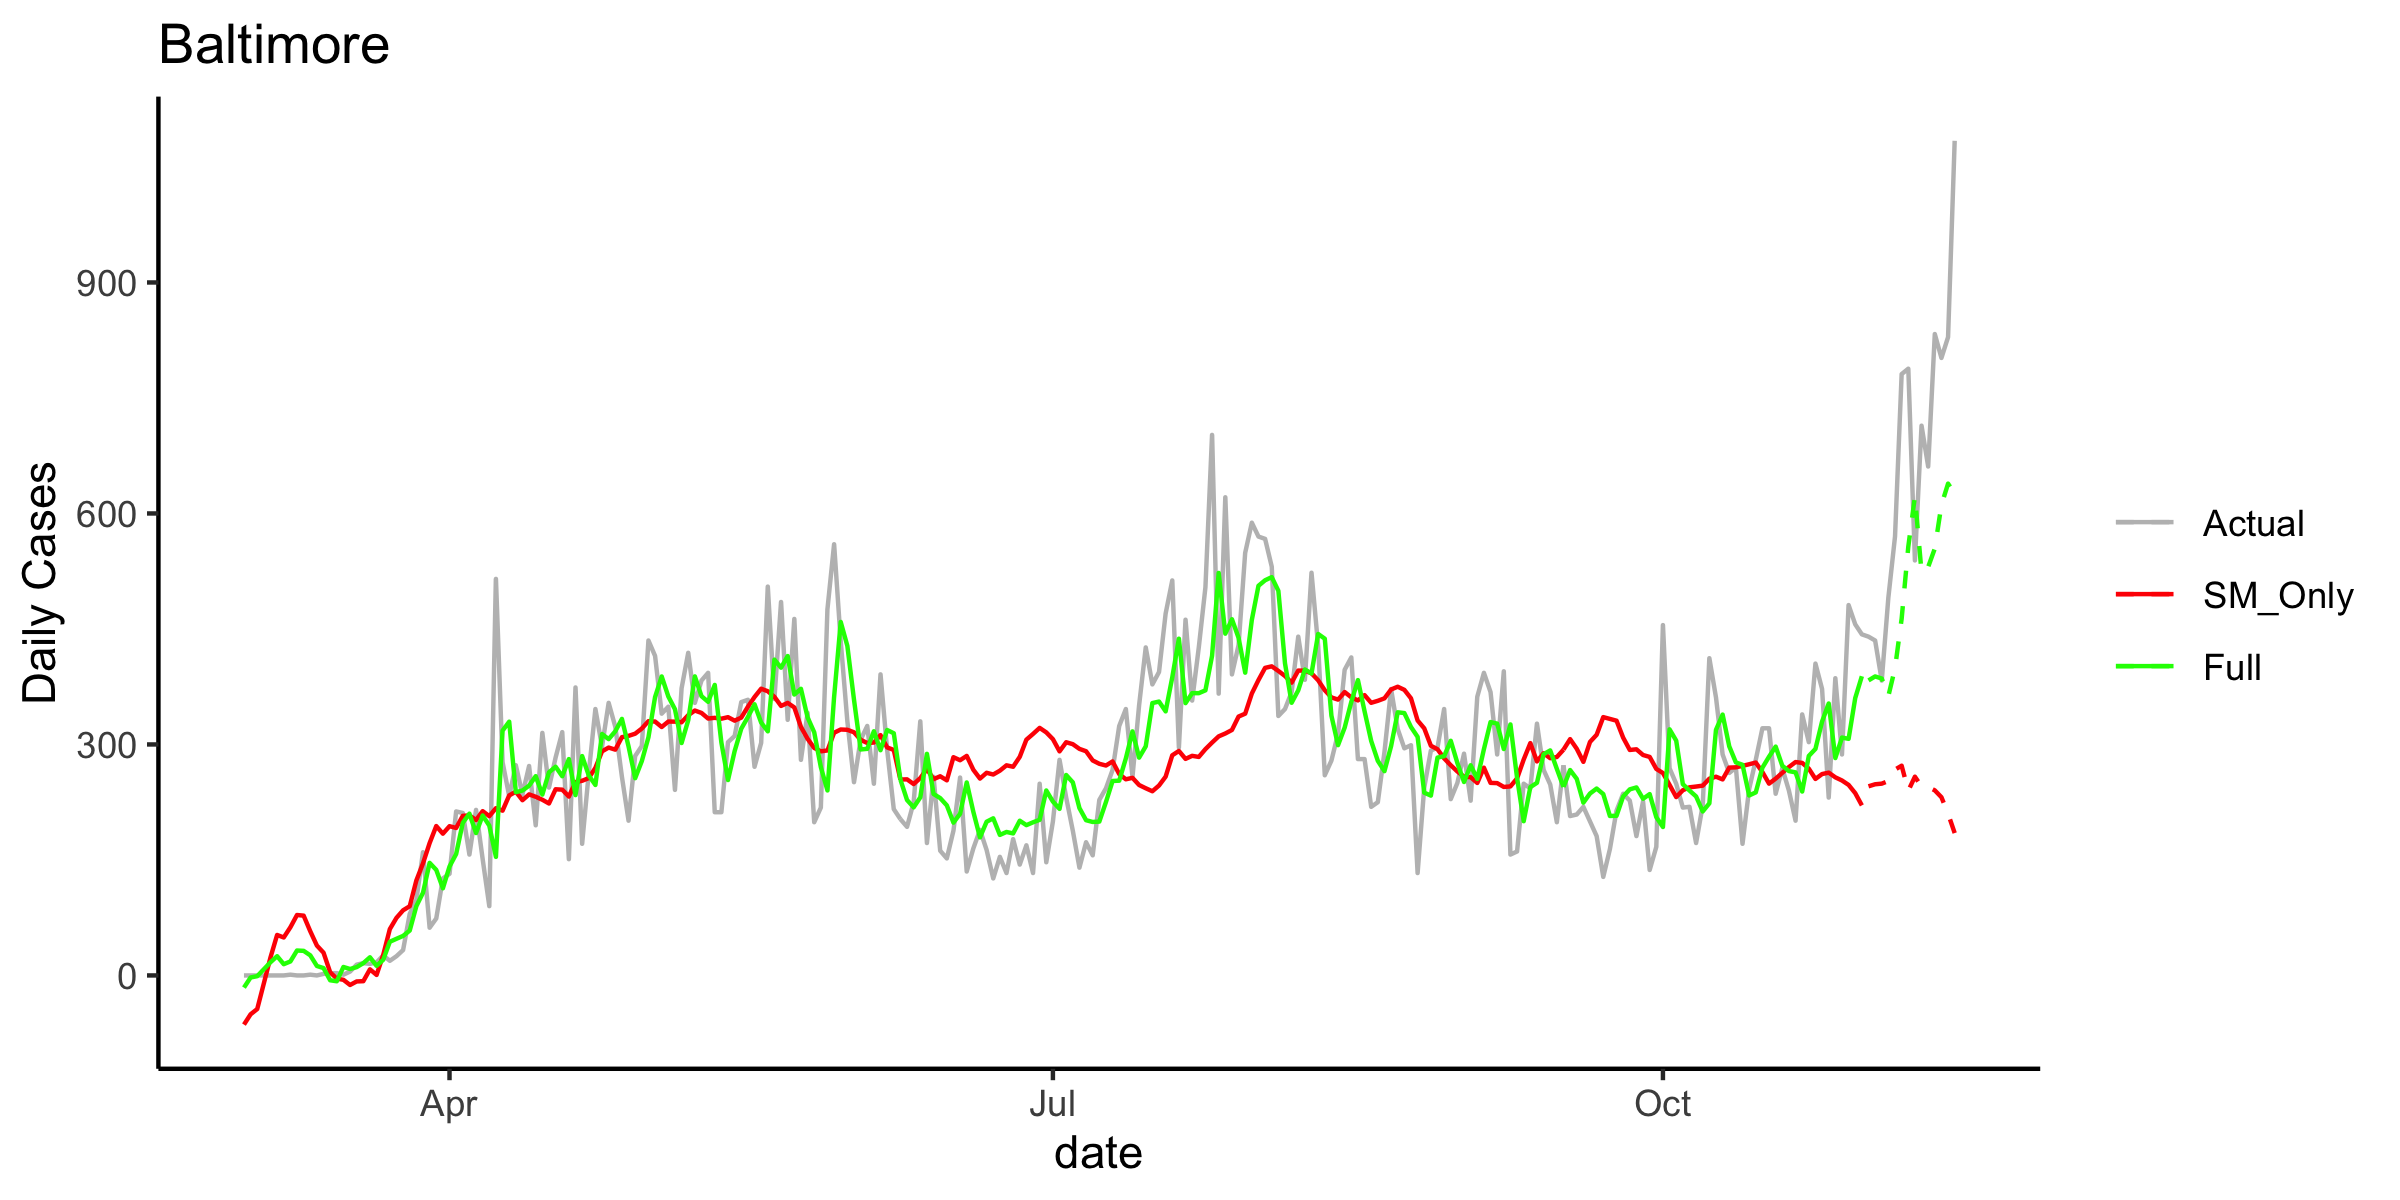 Baltimore
Daily Cases
900
600
300
0
Apr
Jul
Oct
date
Actual
SM_Only
Full